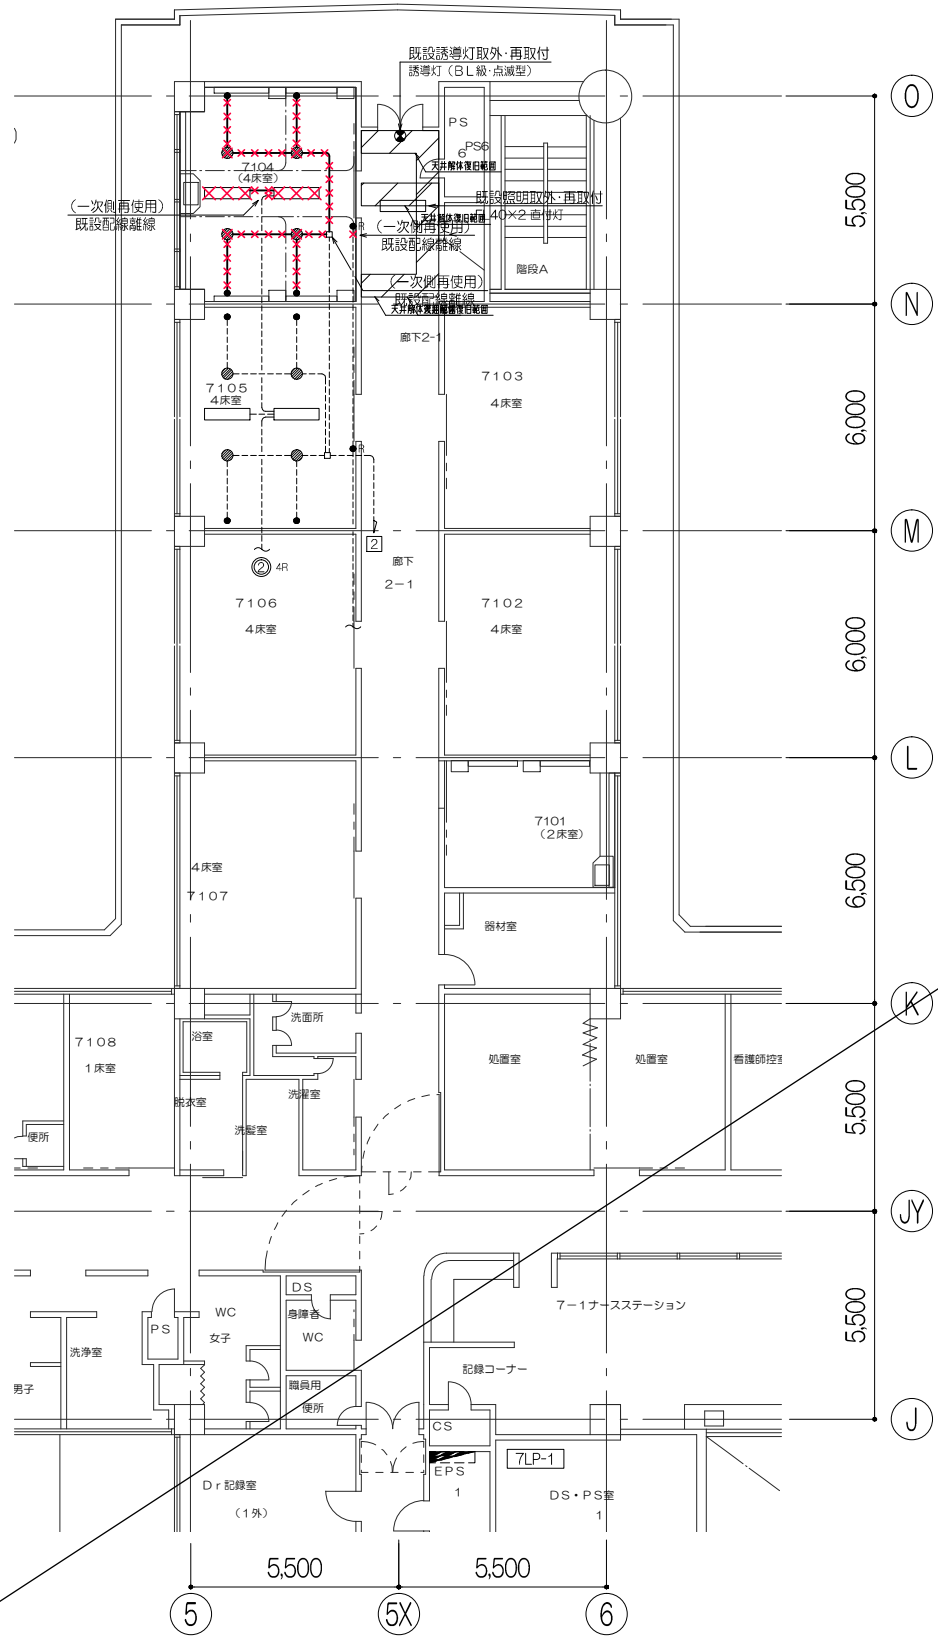 既設誘導灯取外・再取付
誘導灯（BL級・点滅型）
O
PS
PS6
6
天井解体復旧範囲
7104
(4床室)
5,500
既設照明取外・再取付
40×2 直付灯
天井解体復旧範囲
(一次側再使用)
既設配線離線
R
(一次側再使用)
既設配線離線
階段A
(一次側再使用)
既設配線離線
N
廊下2-1
7105
4床室
7103
4床室
6,000
R
M
2
廊下
2-1
② 4R
7106
4床室
7102
4床室
6,000
L
7101
(2床室)
4床室
7107
6,500
器材室
K
洗面所
浴室
7108
1床室
処置室
処置室
看護師控室
脱衣室
洗濯室
洗髪室
便所
5,500
JY
DS
身障者
WC
WC
女子
PS
洗浄室
7-1ナースステーション
5,500
記録コーナー
男子
職員用
便所
CS
J
7LP-1
EPS
1
Dr記録室
(1外)
DS・PS室
1
5,500
5,500
5
5X
6